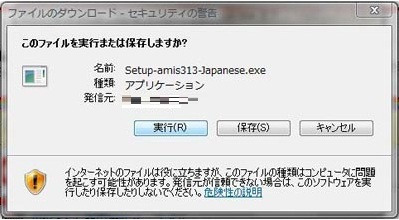 ファイルのダウンロード - セキュリティの警告
このファイルを実行または保存しますか?
名前: Setup-amis313-Japanese.exe
種類: アプリケーション
発信元:
実行(R) 保存(S) キャンセル
インターネットのファイルは役に立ちますが、このファイルの種類はコンピュータに問題
を起こす可能性があります。発信元が信頼できない場合は、このソフトウェアを実
行したり保存したりしないでください。危険性の説明